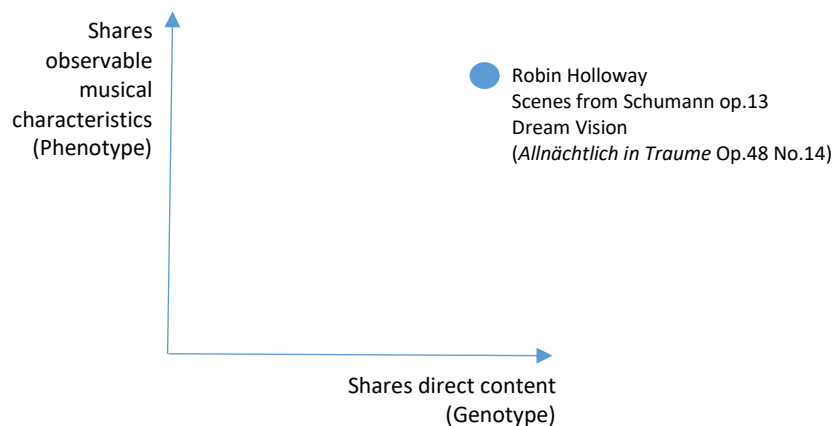 Shares
observable
musical
characteristics
(Phenotype)
Robin Holloway
Scenes from Schumann op.13
Dream Vision
(Allnächtlich in Traume Op.48 No.14)
Shares direct content
(Genotype)